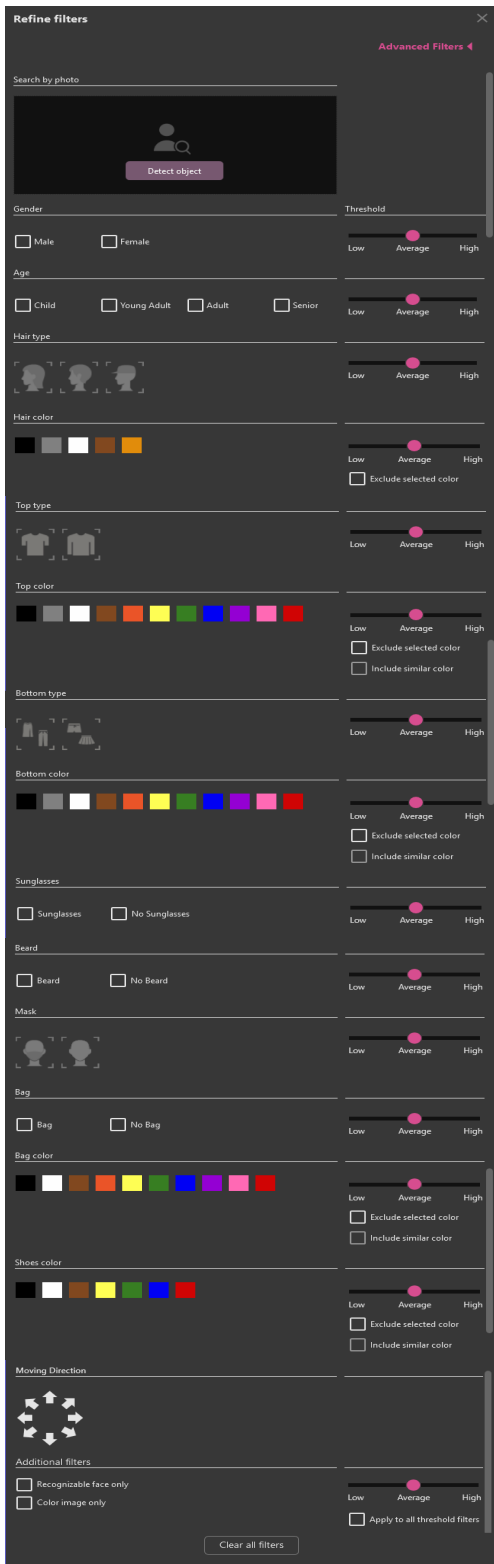 Refine filters
Advanced Filters
Search by photo
Detect object
Gender
Threshold
Male Female
Low Average High
Age
Child Young Adult Adult Senior
Low Average High
Hair type
Low Average High
Hair color
Low Average High
Exclude selected color
Top type
Low Average High
Top color
Low Average High
Exclude selected color
Include similar color
Bottom type
Low Average High
Bottom color
Low Average High
Exclude selected color
Include similar color
Sunglasses
Sunglasses No Sunglasses
Low Average High
Beard
Beard No Beard
Low Average High
Mask
Low Average High
Bag
Bag No Bag
Low Average High
Bag color
Low Average High
Exclude selected color
Include similar color
Shoes color
Low Average High
Exclude selected color
Include similar color
Moving Direction
Additional filters
Recognizable face only
Color image only
Low Average High
Apply to all threshold filters
Clear all filters